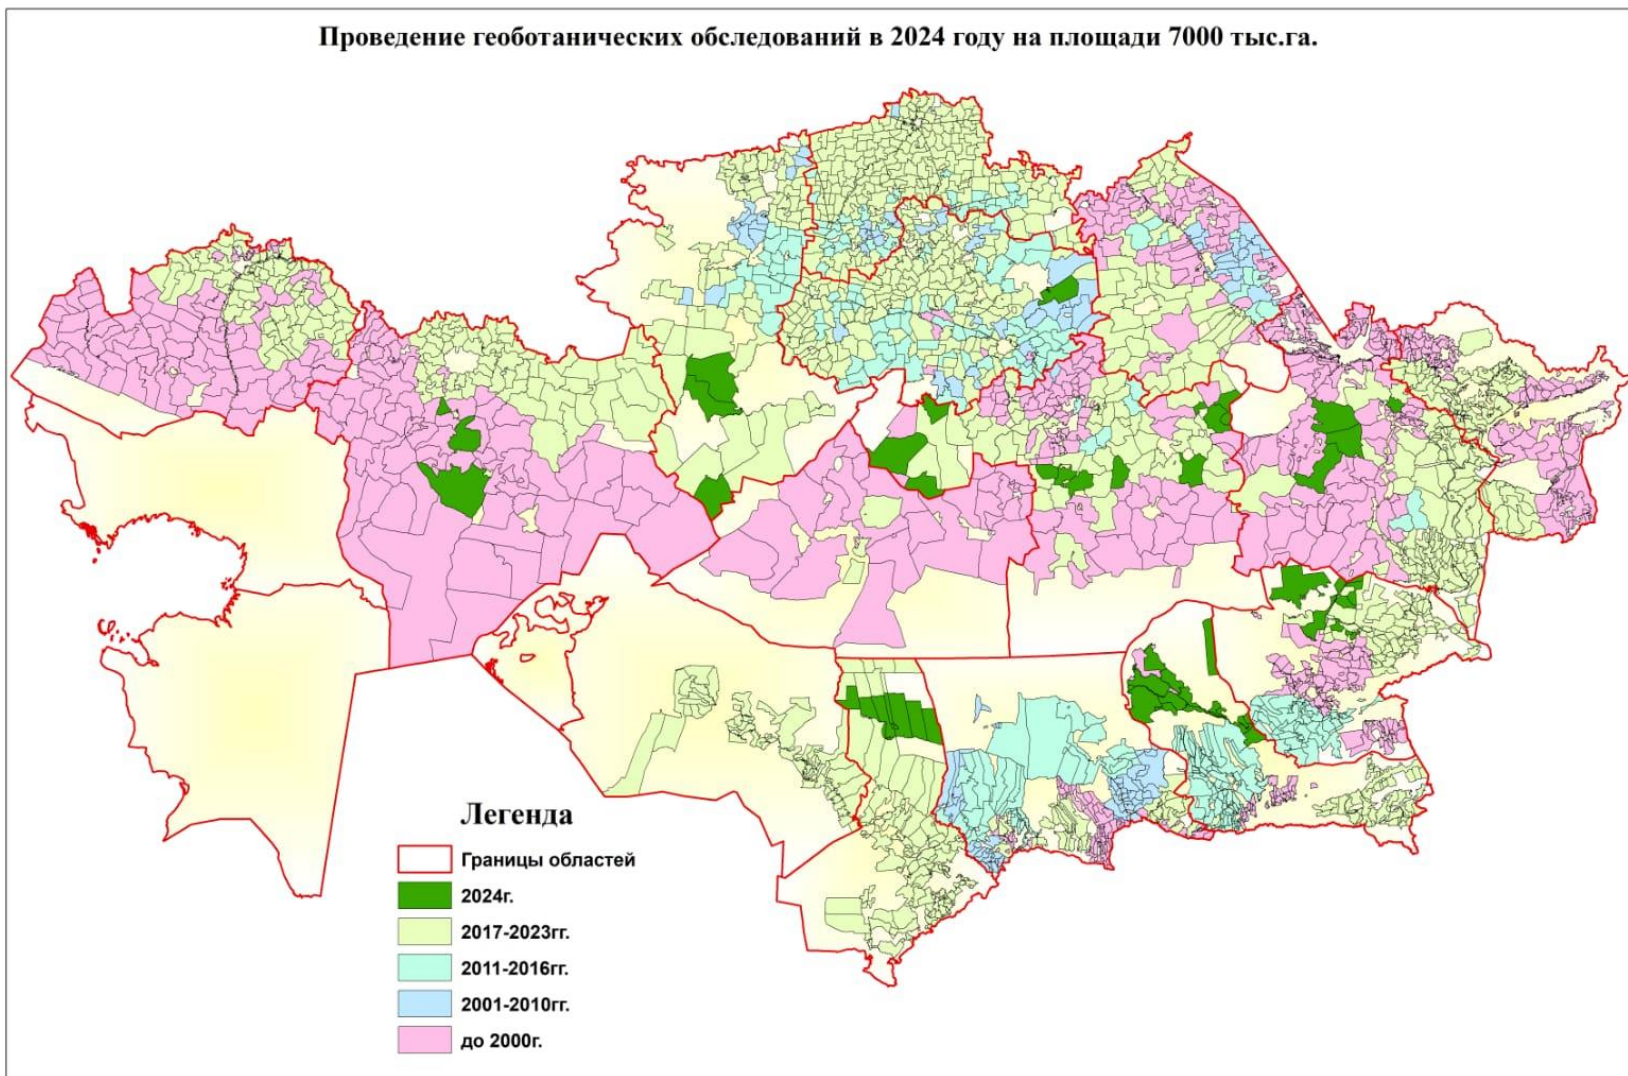 Проведение геоботанических обследований в 2024 году на площади 7000 тыс.га.
Легенда
Границы областей
2024г.
2017-2023гг.
2011-2016гг.
2001-2010гг.
до 2000г.